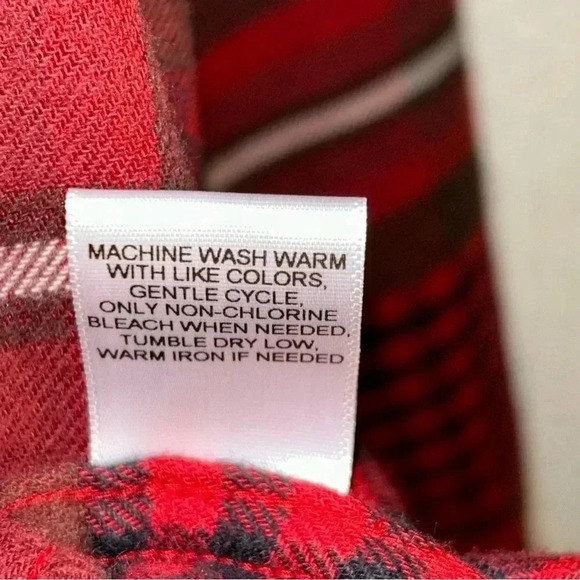 MACHINE WASH WARM
WITH LIKE COLORS,
GENTLE CYCLE,
ONLY NON-CHLORINE
BLEACH WHEN NEEDED,
TUMBLE DRY LOW,
WARM IRON IF NEEDED